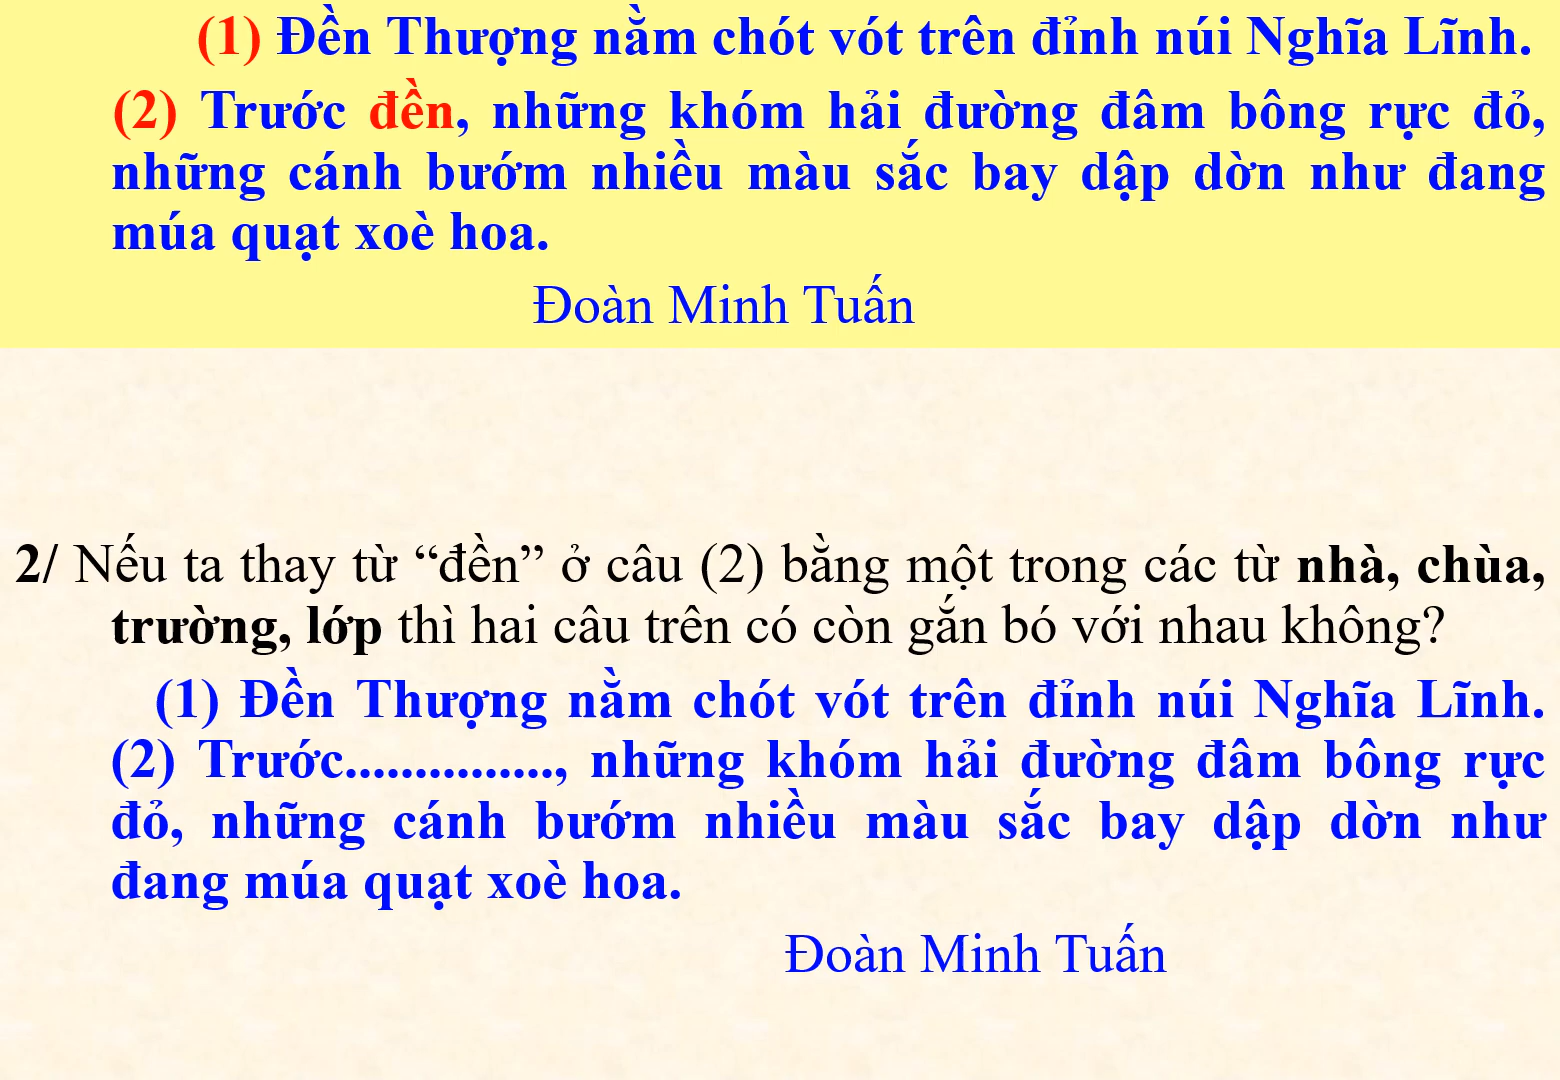 (1) Đền Thượng nằm chót vót trên đỉnh núi Nghĩa Lĩnh.
(2) Trước đền, những khóm hải đường đâm bông rực đỏ,
những cánh bướm nhiều màu sắc bay dập dờn như đang
múa quạt xoè hoa.
Đoàn Minh Tuấn
2/ Nếu ta thay từ “đền” ở câu (2) bằng một trong các từ nhà, chùa,
trường, lớp thì hai câu trên có còn gắn bó với nhau không?
(1) Đền Thượng nằm chót vót trên đỉnh núi Nghĩa Lĩnh.
(2) Trước..............., những khóm hải đường đâm bông rực
đỏ, những cánh bướm nhiều màu sắc bay dập dờn như
đang múa quạt xoè hoa.
Đoàn Minh Tuấn